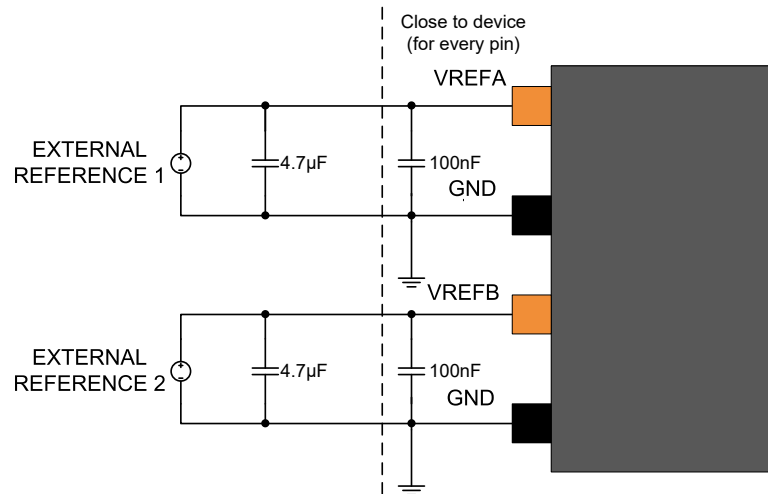 Close to device
(for every pin)
VREFA
EXTERNAL
REFERENCE 1
4.7µF
100nF
GND
VREFB
EXTERNAL
REFERENCE 2
4.7µF
100nF
GND